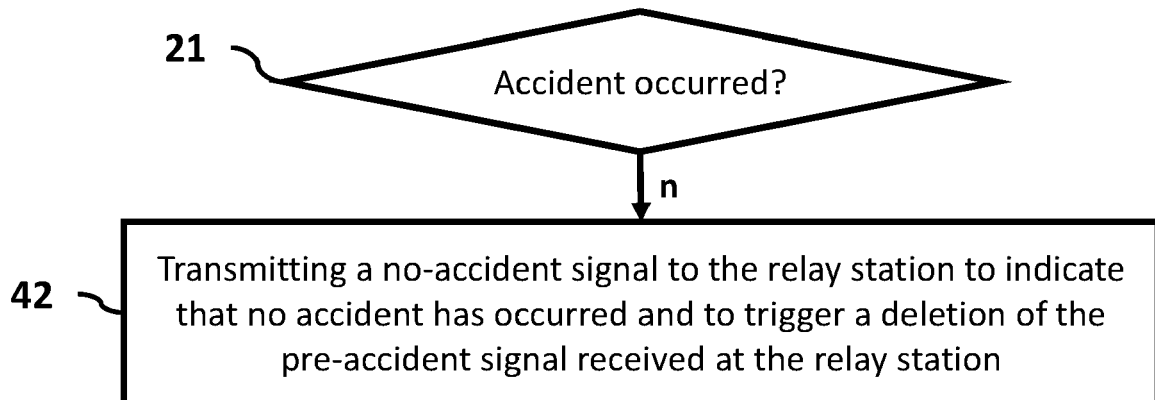 21
Accident occurred?
n
Transmitting a no-accident signal to the relay station to indicate
42
that no accident has occurred and to trigger a deletion of the
pre-accident signal received at the relay station